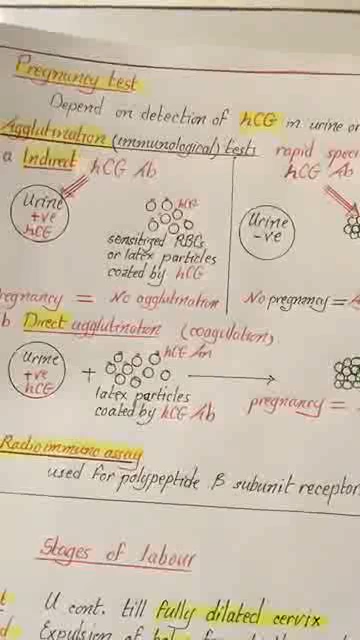 Pregnancy test
Depend on detection of hCG in urine or
Agglutination (immunological) tests rapid spec
a Indirect hCG Ab
hCG Ab
Urine
+ve
hCG
sensitized RBCs
or latex particles
coated by hCG
Urine
-ve
Pregnancy = No agglutination
No pregnancy =
b Direct agglutination (coagulation)
Urine
+ve
hCG
+
latex particles
coated by hCG Ab
pregnancy =
Radio immuno assay
used for polypeptide β subunit receptor
Stages of labour
U cont. till fully dilated cervix
Expulsion of